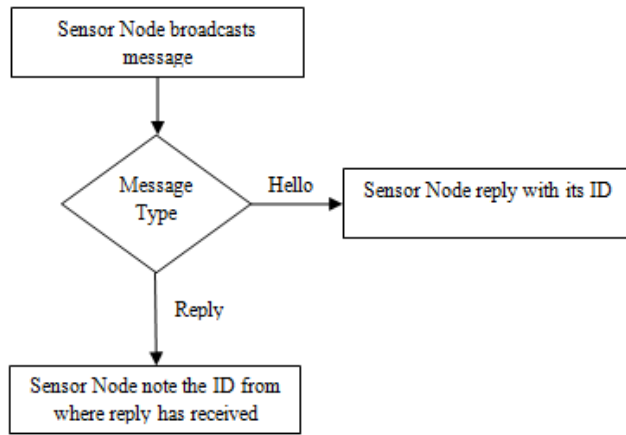 Sensor Node broadcasts
message
Message
Type
Hello
Sensor Node reply with its ID
Reply
Sensor Node note the ID from
where reply has received